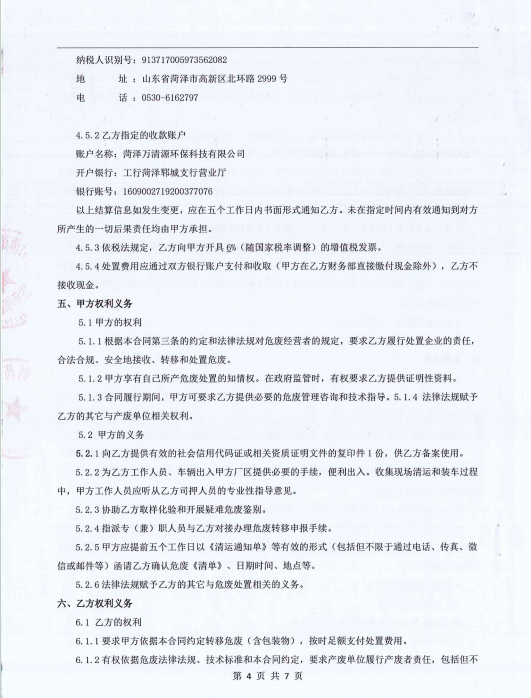 纳税人识别号：913717005973562082
地 址：山东省菏泽市高新区北环路 2999 号
电 话：0530-6162797
4.5.2 乙方指定的收款账户
账户名称：菏泽万清源环保科技有限公司
开户银行：工行菏泽郓城支行营业厅
银行账号：1609002719200377076
以上结算信息如发生变更，应在五个工作日内书面形式通知乙方。未在指定时间内有效通知到对方
所产生的一切后果责任均由甲方承担。
4.5.3 依税法规定，乙方向甲方开具 6%（随国家税率调整）的增值税发票。
4.5.4 处置费用应通过双方银行账户支付和收取（甲方在乙方财务部直接缴付现金除外），乙方不
接收现金。
五、甲方权利义务
5.1 甲方的权利
5.1.1 根据本合同第三条的约定和法律法规对危废经营者的规定，要求乙方履行处置企业的责任，
合法合规、安全地接收、转移和处置危废。
5.1.2 甲方享有自己所产危废处置的知情权。在政府监管时，有权要求乙方提供证明性资料。
5.1.3 合同履行期间，甲方可要求乙方提供必要的危废管理咨询和技术指导。5.1.4 法律法规赋予
乙方的其它与产废单位相关权利。
5.2 甲方的义务
5.2.1 向乙方提供有效的社会信用代码证或相关资质证明文件的复印件 1 份，供乙方备案使用。
5.2.2 为乙方工作人员、车辆出入甲方厂区提供必要的手续，便利出入。收集现场清运和装车过程
中，甲方工作人员应听从乙方司押人员的专业性指导意见。
5.2.3 协助乙方取样化验和开展疑难危废鉴别。
5.2.4 指派专（兼）职人员与乙方对接办理危废转移申报手续。
5.2.5 甲方应提前五个工作日以《清运通知单》等有效的形式（包括但不限于通过电话、传真、微
信或邮件等）函请乙方确认危废《清单》、日期时间、地点等。
5.2.6 法律法规赋予乙方的其它与危废处置相关的义务。
六、乙方权利义务
6.1 乙方的权利
6.1.1 要求甲方依据本合同约定转移危废（含包装物），按时足额支付处置费用。
6.1.2 有权依据危废法律法规、技术标准和本合同约定，要求产废单位履行产废者责任，包括但不
第 4 页 共 7 页